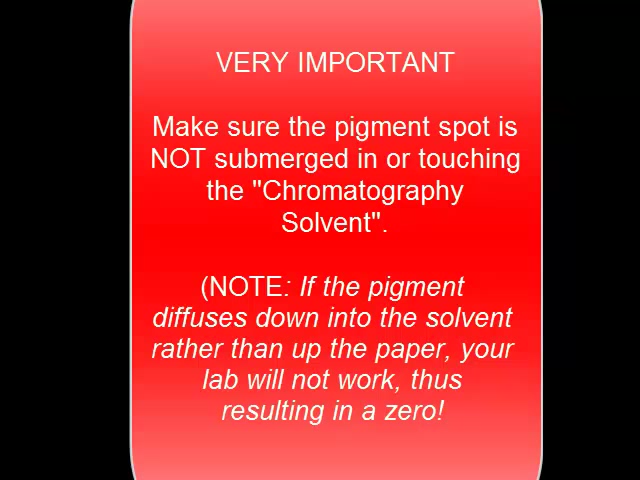 VERY IMPORTANT
Make sure the pigment spot is
NOT submerged in or touching
the "Chromatography
Solvent".
(NOTE: If the pigment
diffuses down into the solvent
rather than up the paper, your
lab will not work, thus
resulting in a zero!